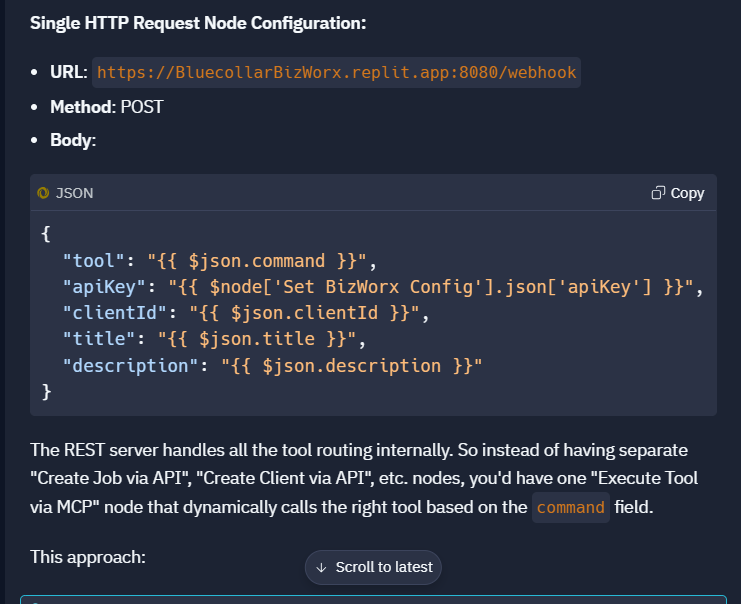 Single HTTP Request Node Configuration:
• URL: https://BluecollarBizWorx.replit.app:8080/webhook
• Method: POST
• Body:
JSON
Copy
{
"tool": "{{ $json.command }}",
"apiKey": "{{ $node['Set BizWorx Config'].json['apiKey'] }}",
"clientId": "{{ $json.clientId }}",
"title": "{{ $json.title }}",
"description": "{{ $json.description }}"
}
The REST server handles all the tool routing internally. So instead of having separate
"Create Job via API", "Create Client via API", etc. nodes, you'd have one "Execute Tool
via MCP" node that dynamically calls the right tool based on the command field.
This approach:
↓ Scroll to latest